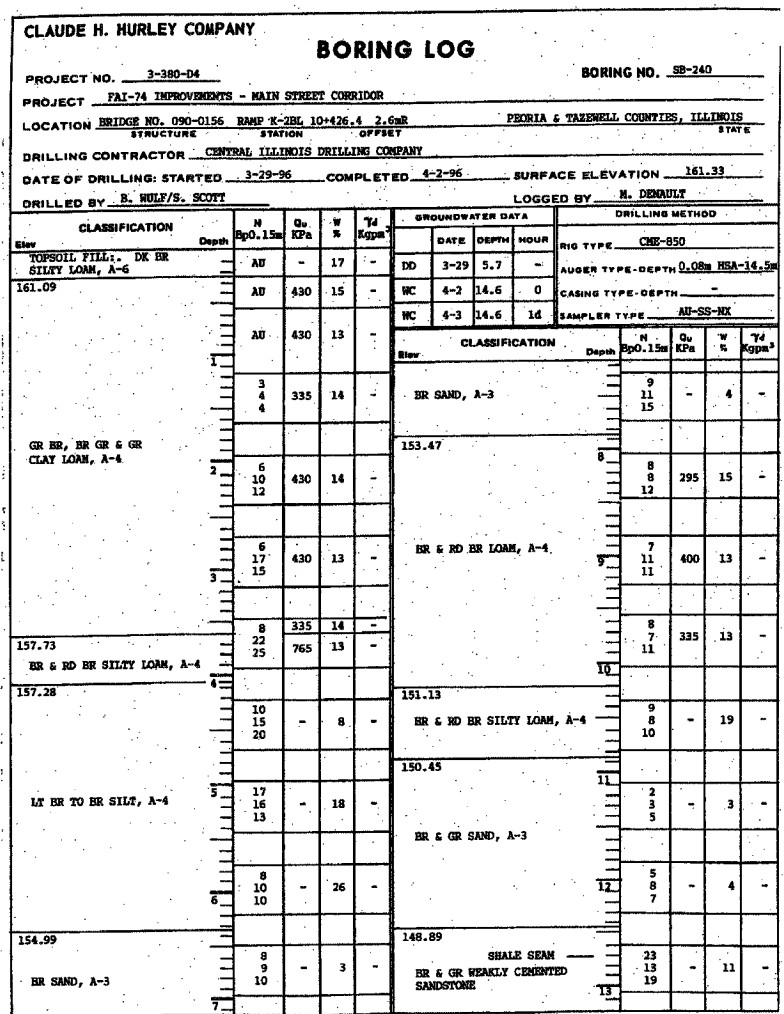 CLAUDE H. HURLEY COMPANY
BORING LOG
PROJECT NO. 3-380-D4 BORING NO. SB-240
PROJECT FAI-74 IMPROVEMENTS - MAIN STREET CORRIDOR
LOCATION BRIDGE NO. 090-0156 RAMP K-2BL 10+426.4 2.6mR PEORIA & TAZEWELL COUNTIES, ILLINOIS
STRUCTURE STATION OFFSET STATE
DRILLING CONTRACTOR CENTRAL ILLINOIS DRILLING COMPANY
DATE OF DRILLING: STARTED 3-29-96 COMPLETED 4-2-96 SURFACE ELEVATION 161.33
DRILLED BY B. WULF/S. SCOTT LOGGED BY M. DENAULT
CLASSIFICATION
Elev Depth
N Bp0.15m Qu KPa W % γd Kgpm³
TOPSOIL FILL: DK BR
SILTY LOAM, A-6
AU - 17 -
161.09
AU 430 15 -
AU 430 13 -
1
3
4 335 14 -
4
GR BR, BR GR & GR
CLAY LOAM, A-4
2
6
10 430 14 -
12
6
17 430 13 -
15
3
8 335 14 -
22
25 765 13 -
157.73
BR & RD BR SILTY LOAM, A-4
4
157.28
10
15 - 8 -
20
LT BR TO BR SILT, A-4
5
17
16 - 18 -
13
8
10 - 26 -
10
6
154.99
BR SAND, A-3
8
9 - 3 -
10
7
GROUNDWATER DATA
DATE DEPTH HOUR
DD 3-29 5.7 -
WC 4-2 14.6 0
WC 4-3 14.6 1d
DRILLING METHOD
RIG TYPE CME-850
AUGER TYPE-DEPTH 0.08m HSA-14.5m
CASING TYPE-DEPTH -
SAMPLER TYPE AU-SS-NX
CLASSIFICATION
Elev Depth
N Bp0.15m Qu KPa W % γd Kgpm³
BR SAND, A-3
9
11 - 4 -
15
153.47
8
8
8 295 15 -
12
BR & RD BR LOAM, A-4
9
7
11 400 13 -
11
8
7 335 13 -
11
10
151.13
BR & RD BR SILTY LOAM, A-4
9
8 - 19 -
10
150.45
11
2
3 - 3 -
5
BR & GR SAND, A-3
12
5
8 - 4 -
7
148.89
SHALE SEAM
BR & GR WEAKLY CEMENTED
SANDSTONE
23
13 - 11 -
19
13